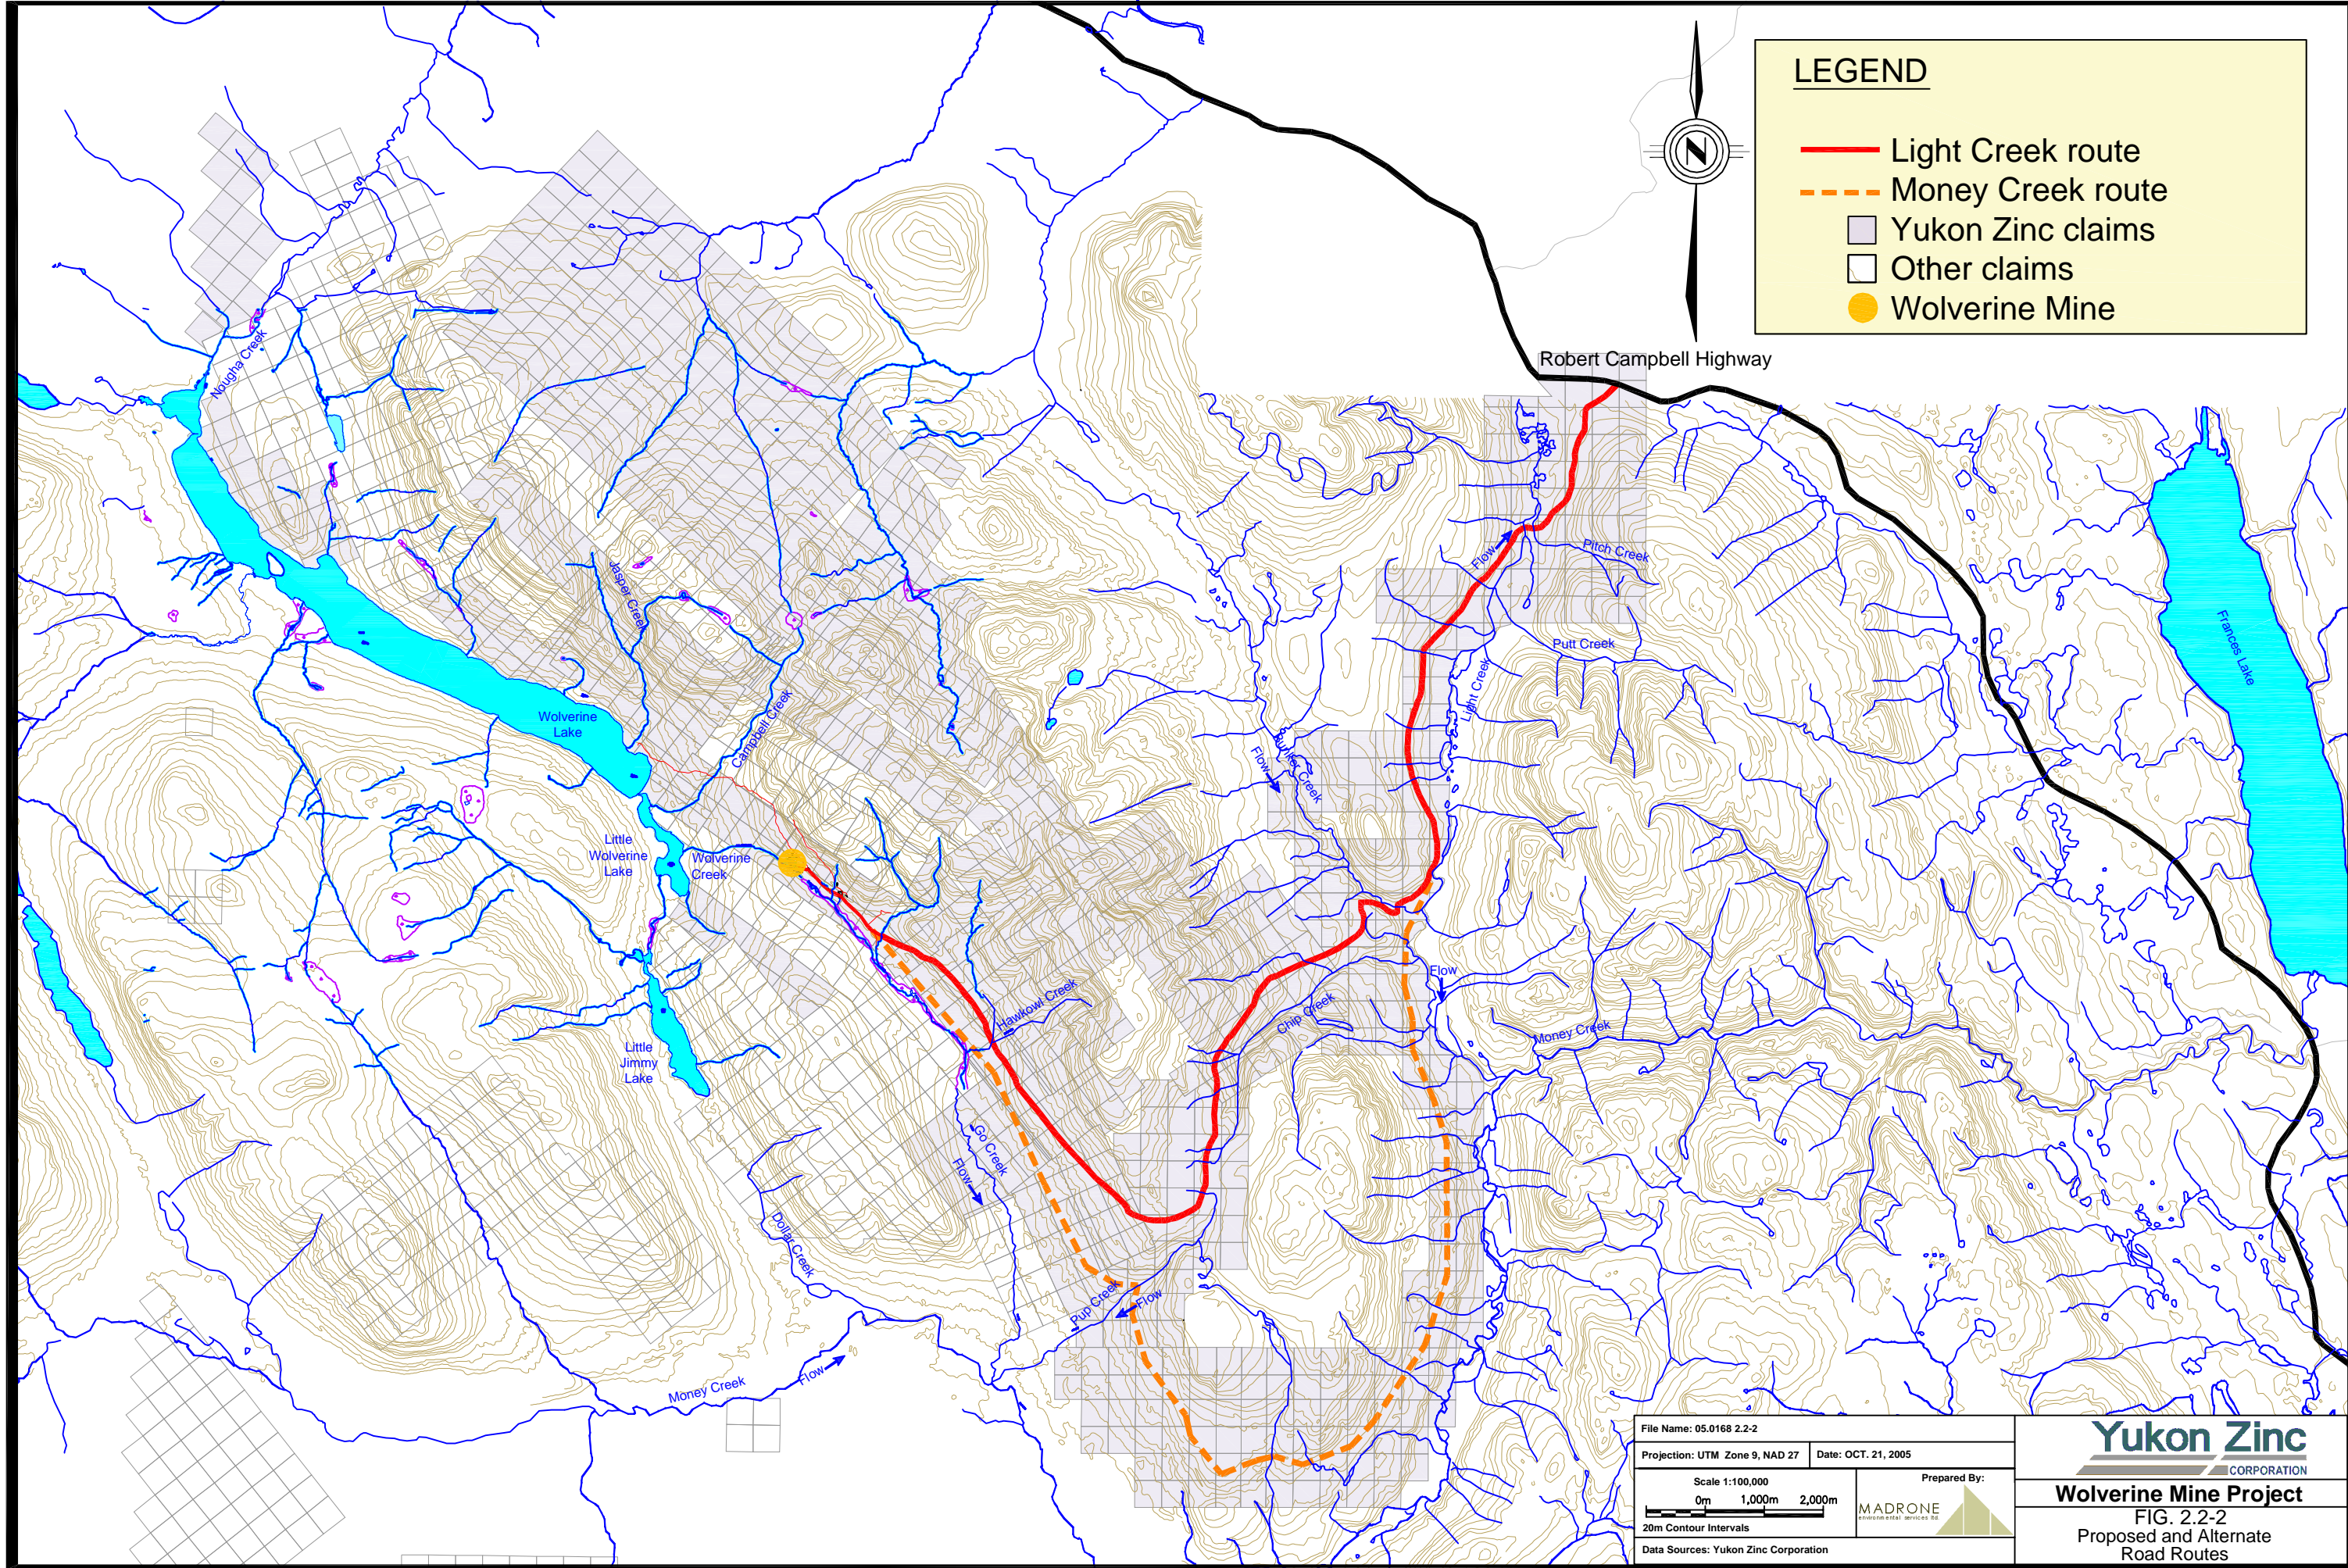 LEGEND
Light Creek route
Money Creek route
Yukon Zinc claims
Other claims
Wolverine Mine
N
Robert Campbell Highway
Nougha Creek
Jasper Creek
Campbell Creek
Wolverine
Lake
Little
Wolverine
Lake
Wolverine
Creek
Little
Jimmy
Lake
Hawkowl Creek
Go Creek
Flow
Dollar Creek
Money Creek
Flow
Pup Creek
Flow
Chip Creek
Bunker Creek
Flow
Light Creek
Flow
Pitch Creek
Putt Creek
Flow
Money Creek
Frances Lake
File Name: 05.0168 2.2-2
Projection: UTM Zone 9, NAD 27
Date: OCT. 21, 2005
Scale 1:100,000
0m 1,000m 2,000m
20m Contour Intervals
Prepared By:
MADRONE
environmental services ltd.
Data Sources: Yukon Zinc Corporation
Yukon Zinc
CORPORATION
Wolverine Mine Project
FIG. 2.2-2
Proposed and Alternate
Road Routes